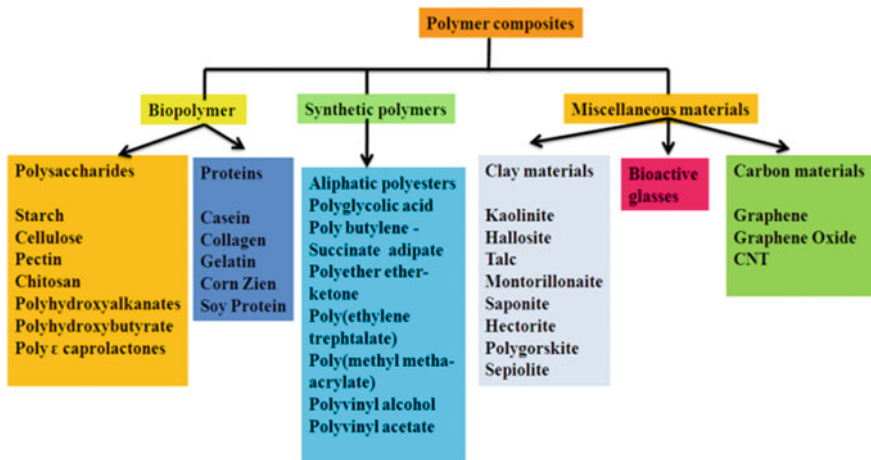 Polymer composites
Biopolymer
Synthetic polymers
Miscellaneous materials
Polysaccharides
Starch
Cellulose
Pectin
Chitosan
Polyhydroxyalkanates
Polyhydroxybutyrate
Poly ε caprolactones
Proteins
Casein
Collagen
Gelatin
Corn Zien
Soy Protein
Aliphatic polyesters
Polyglycolic acid
Poly butylene -
Succinate adipate
Polyether ether-
ketone
Poly(ethylene
trephtalate)
Poly(methyl metha-
acrylate)
Polyvinyl alcohol
Polyvinyl acetate
Clay materials
Kaolinite
Hallosite
Talc
Montorillonaite
Saponite
Hectorite
Polygorskite
Sepiolite
Bioactive
glasses
Carbon materials
Graphene
Graphene Oxide
CNT